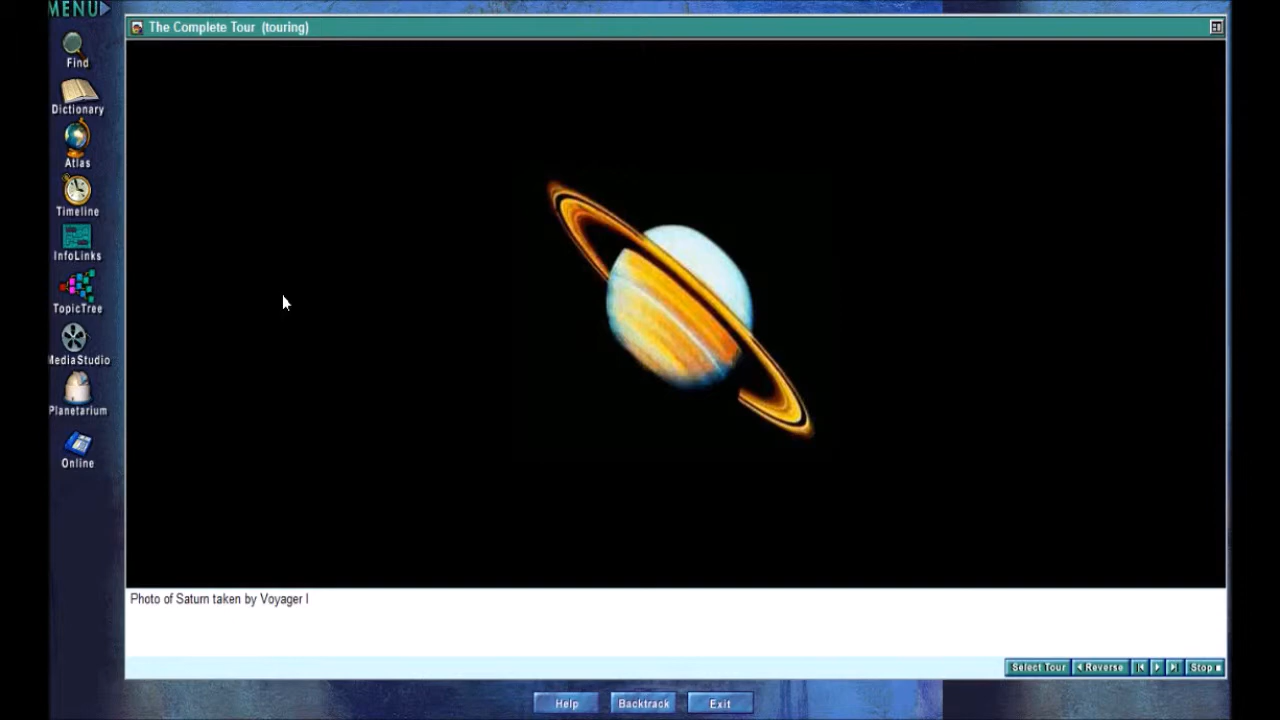 MENU
The Complete Tour (touring)
Find
Dictionary
Atlas
Timeline
InfoLinks
TopicTree
MediaStudio
Planetarium
Online
Photo of Saturn taken by Voyager I
Select Tour Reverse Stop
Help Backtrack Exit